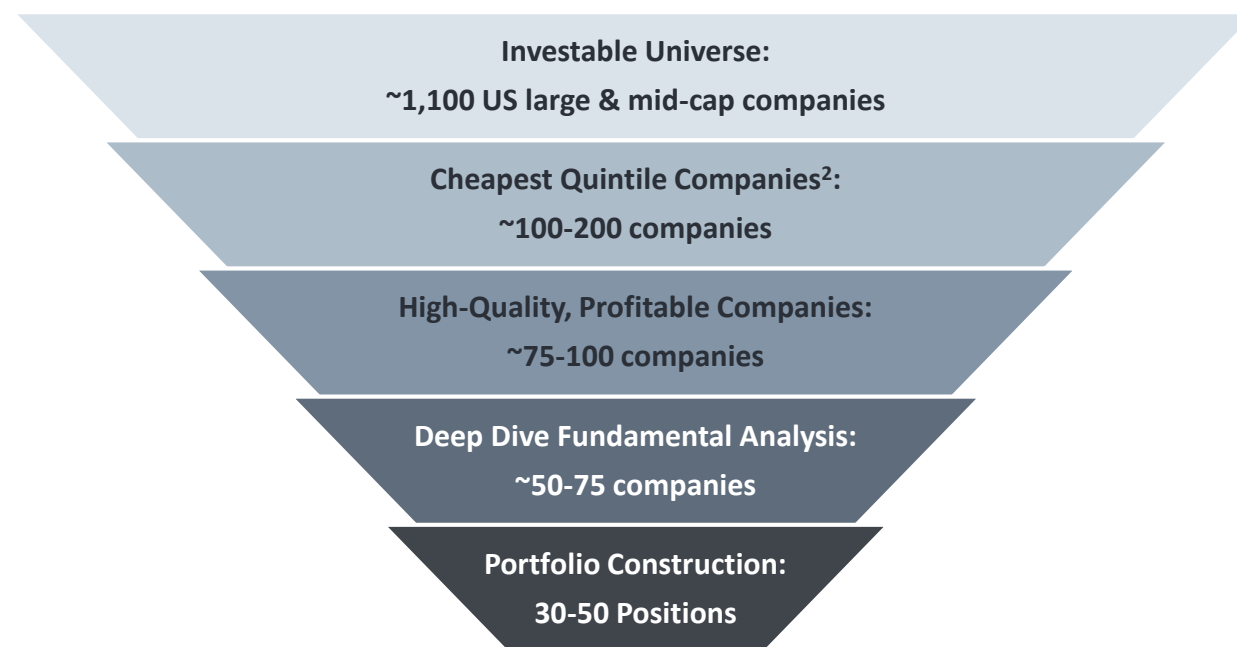 Investable Universe:
~1,100 US large & mid-cap companies
Cheapest Quintile Companies²:
~100-200 companies
High-Quality, Profitable Companies:
~75-100 companies
Deep Dive Fundamental Analysis:
~50-75 companies
Portfolio Construction:
30-50 Positions